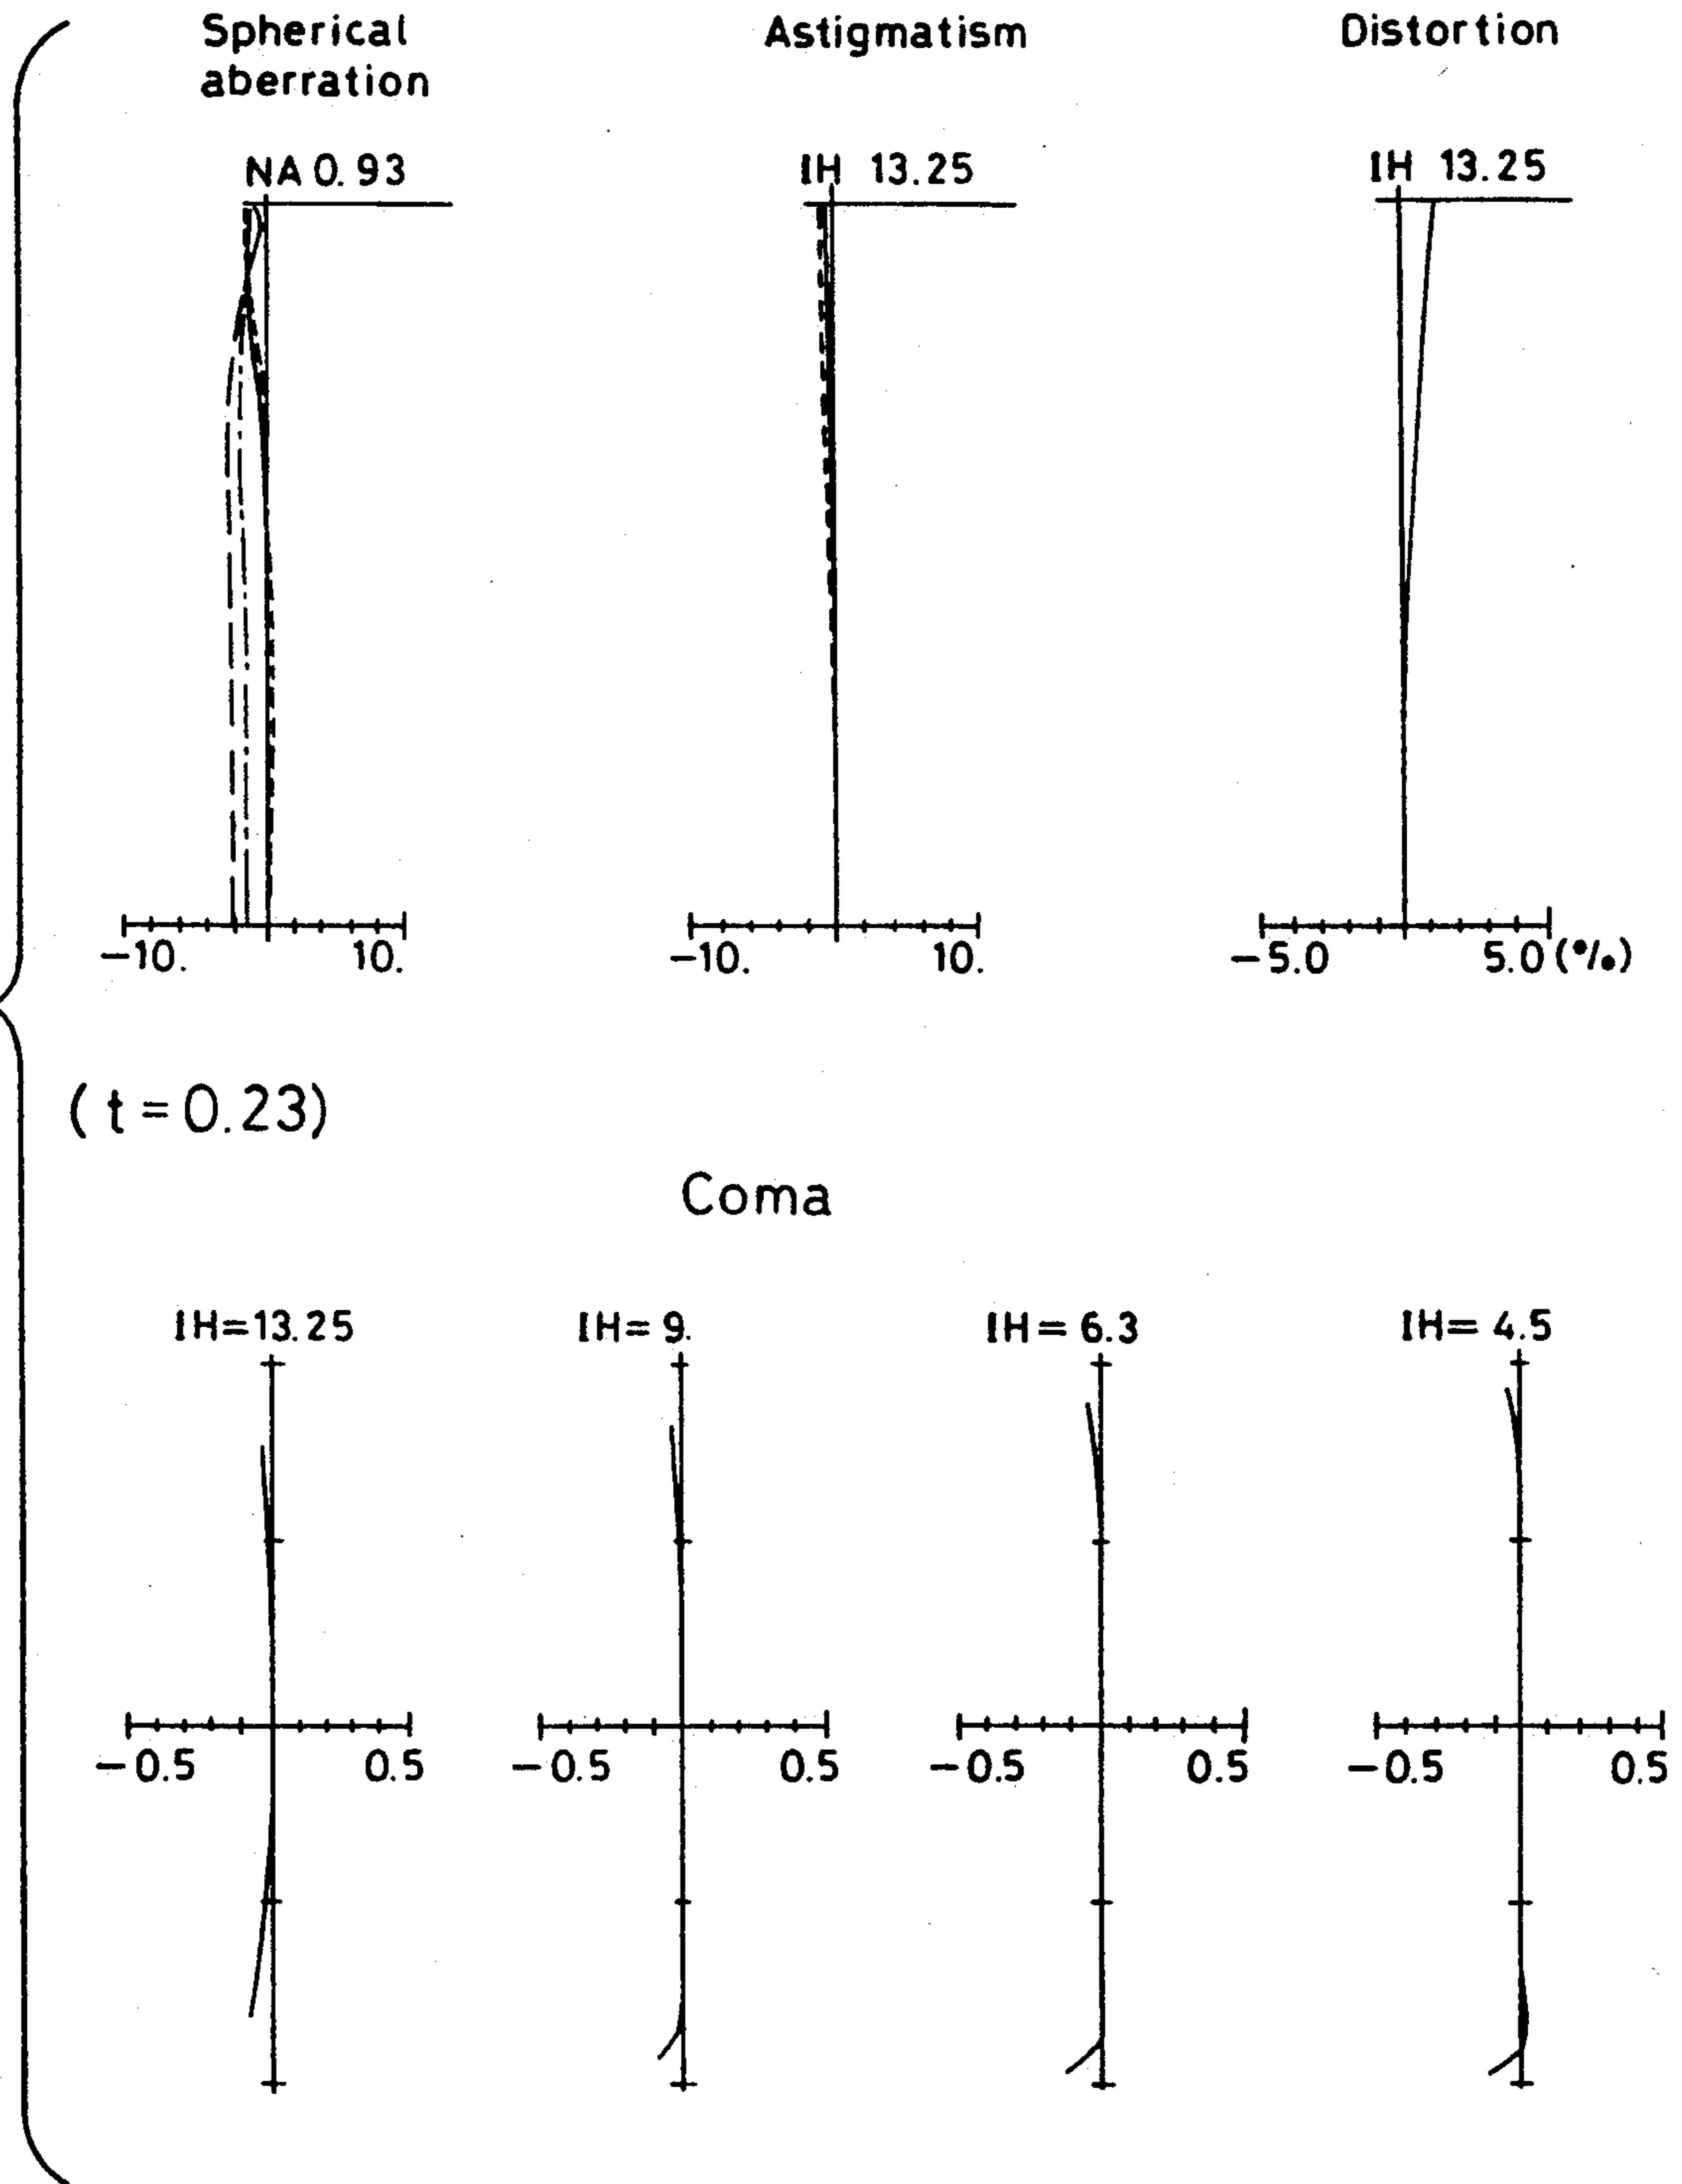 Spherical
aberration
Astigmatism
Distortion
NA 0.93
IH 13.25
IH 13.25
-10. 10.
-10. 10.
-5.0 5.0 (%)
(t=0.23)
Coma
IH=13.25
IH=9.
IH=6.3
IH=4.5
-0.5 0.5
-0.5 0.5
-0.5 0.5
-0.5 0.5